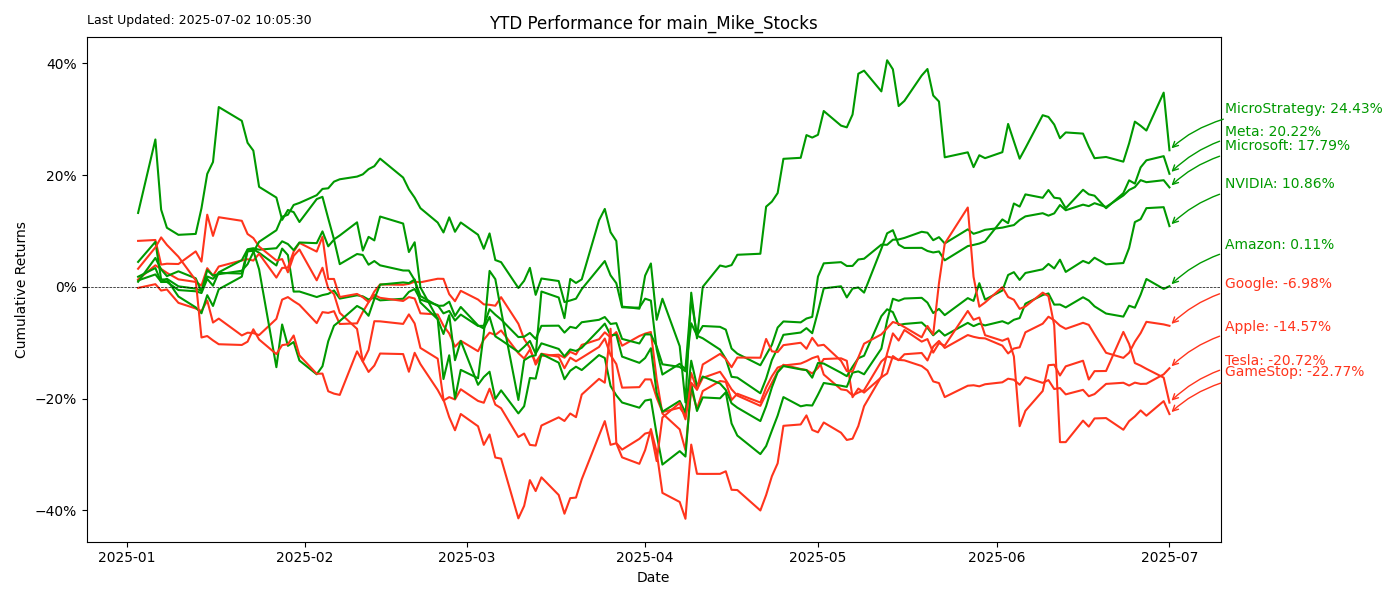 Last Updated: 2025-07-02 10:05:30
YTD Performance for main_Mike_Stocks
Cumulative Returns
40%
20%
0%
−20%
−40%
MicroStrategy: 24.43%
Meta: 20.22%
Microsoft: 17.79%
NVIDIA: 10.86%
Amazon: 0.11%
Google: -6.98%
Apple: -14.57%
Tesla: -20.72%
GameStop: -22.77%
2025-01
2025-02
2025-03
2025-04
2025-05
2025-06
2025-07
Date